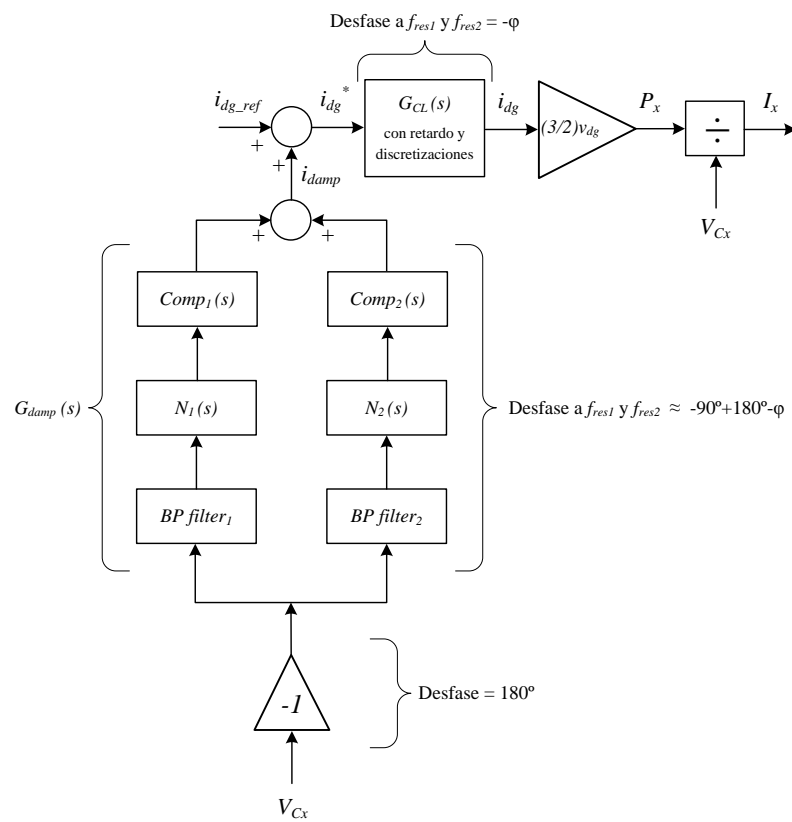 Desfase a fres1 y fres2 = -φ
idg_ref
idg*
GCL(s)
con retardo y
discretizaciones
idg
(3/2)vdg
Px
÷
Ix
+
+
idamp
VCx
+
+
Comp1(s)
Comp2(s)
Gdamp(s)
N1(s)
N2(s)
Desfase a fres1 y fres2 ≈ -90º+180º-φ
BP filter1
BP filter2
-1
Desfase = 180º
VCx